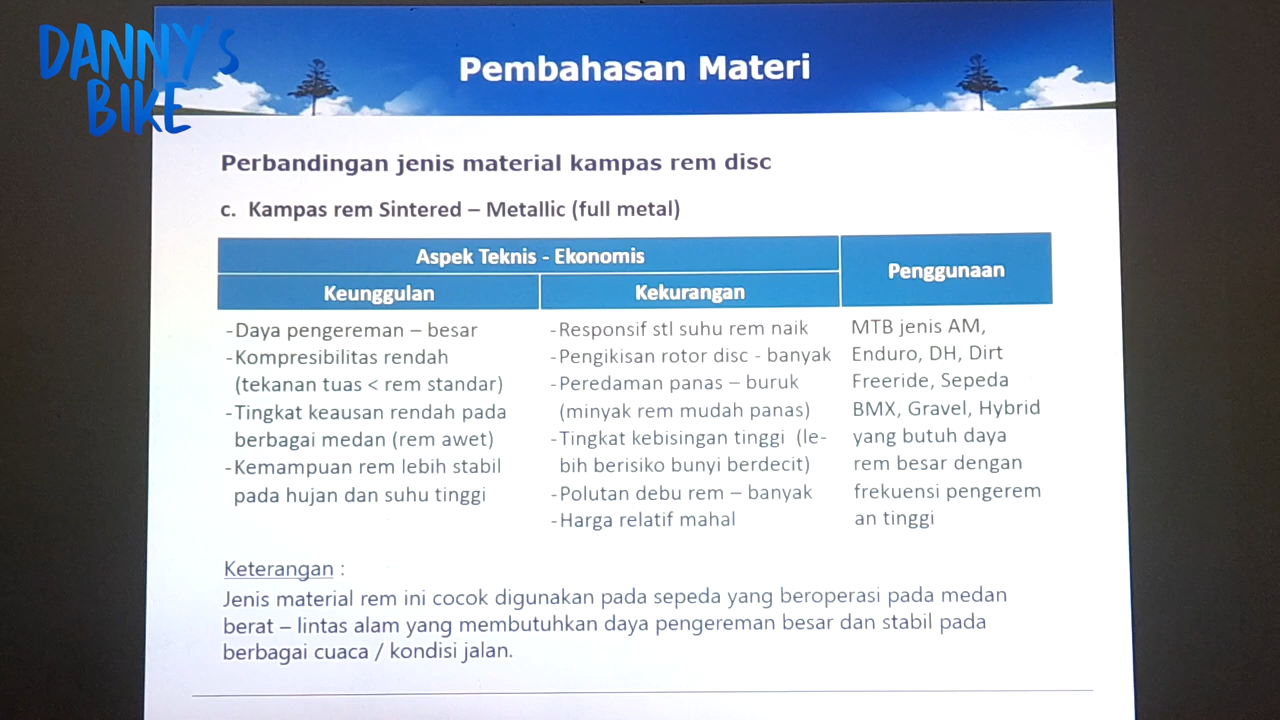 DANNY'S
BIKE
Pembahasan Materi
Perbandingan jenis material kampas rem disc
c. Kampas rem Sintered – Metallic (full metal)
Aspek Teknis - Ekonomis
Penggunaan
Keunggulan
Kekurangan
-Daya pengereman – besar
-Kompresibilitas rendah
(tekanan tuas < rem standar)
-Tingkat keausan rendah pada
berbagai medan (rem awet)
-Kemampuan rem lebih stabil
pada hujan dan suhu tinggi
-Responsif stl suhu rem naik
-Pengikisan rotor disc - banyak
-Peredaman panas – buruk
(minyak rem mudah panas)
-Tingkat kebisingan tinggi (le-
bih berisiko bunyi berdecit)
-Polutan debu rem – banyak
-Harga relatif mahal
MTB jenis AM,
Enduro, DH, Dirt
Freeride, Sepeda
BMX, Gravel, Hybrid
yang butuh daya
rem besar dengan
frekuensi pengerem
an tinggi
Keterangan :
Jenis material rem ini cocok digunakan pada sepeda yang beroperasi pada medan
berat – lintas alam yang membutuhkan daya pengereman besar dan stabil pada
berbagai cuaca / kondisi jalan.